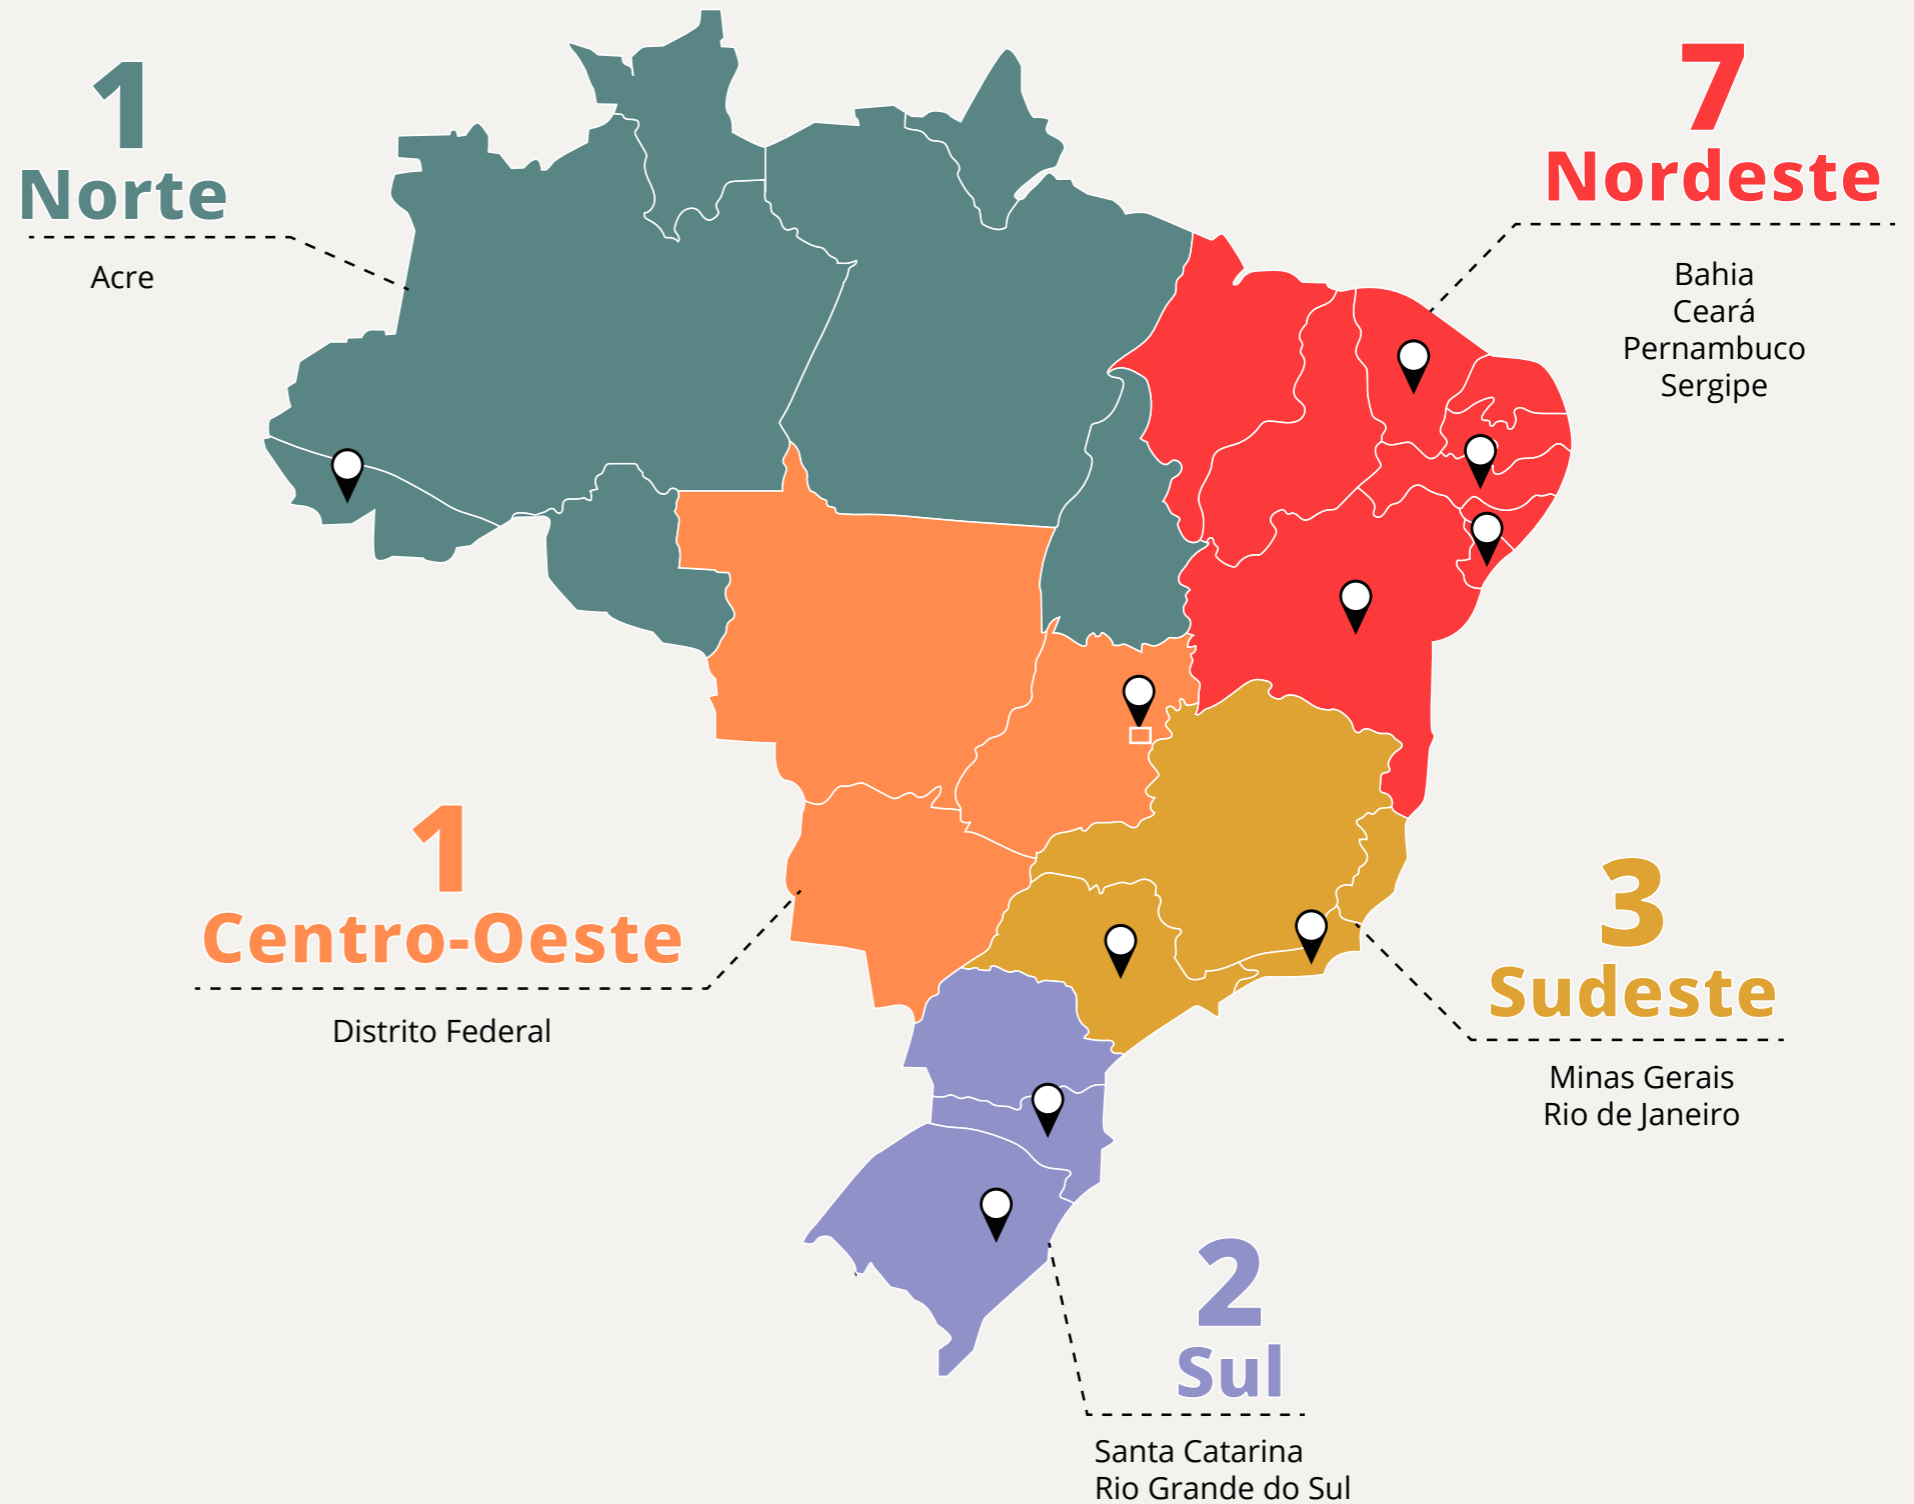 1
Norte
Acre
7
Nordeste
Bahia
Ceará
Pernambuco
Sergipe
1
Centro-Oeste
Distrito Federal
3
Sudeste
Minas Gerais
Rio de Janeiro
2
Sul
Santa Catarina
Rio Grande do Sul